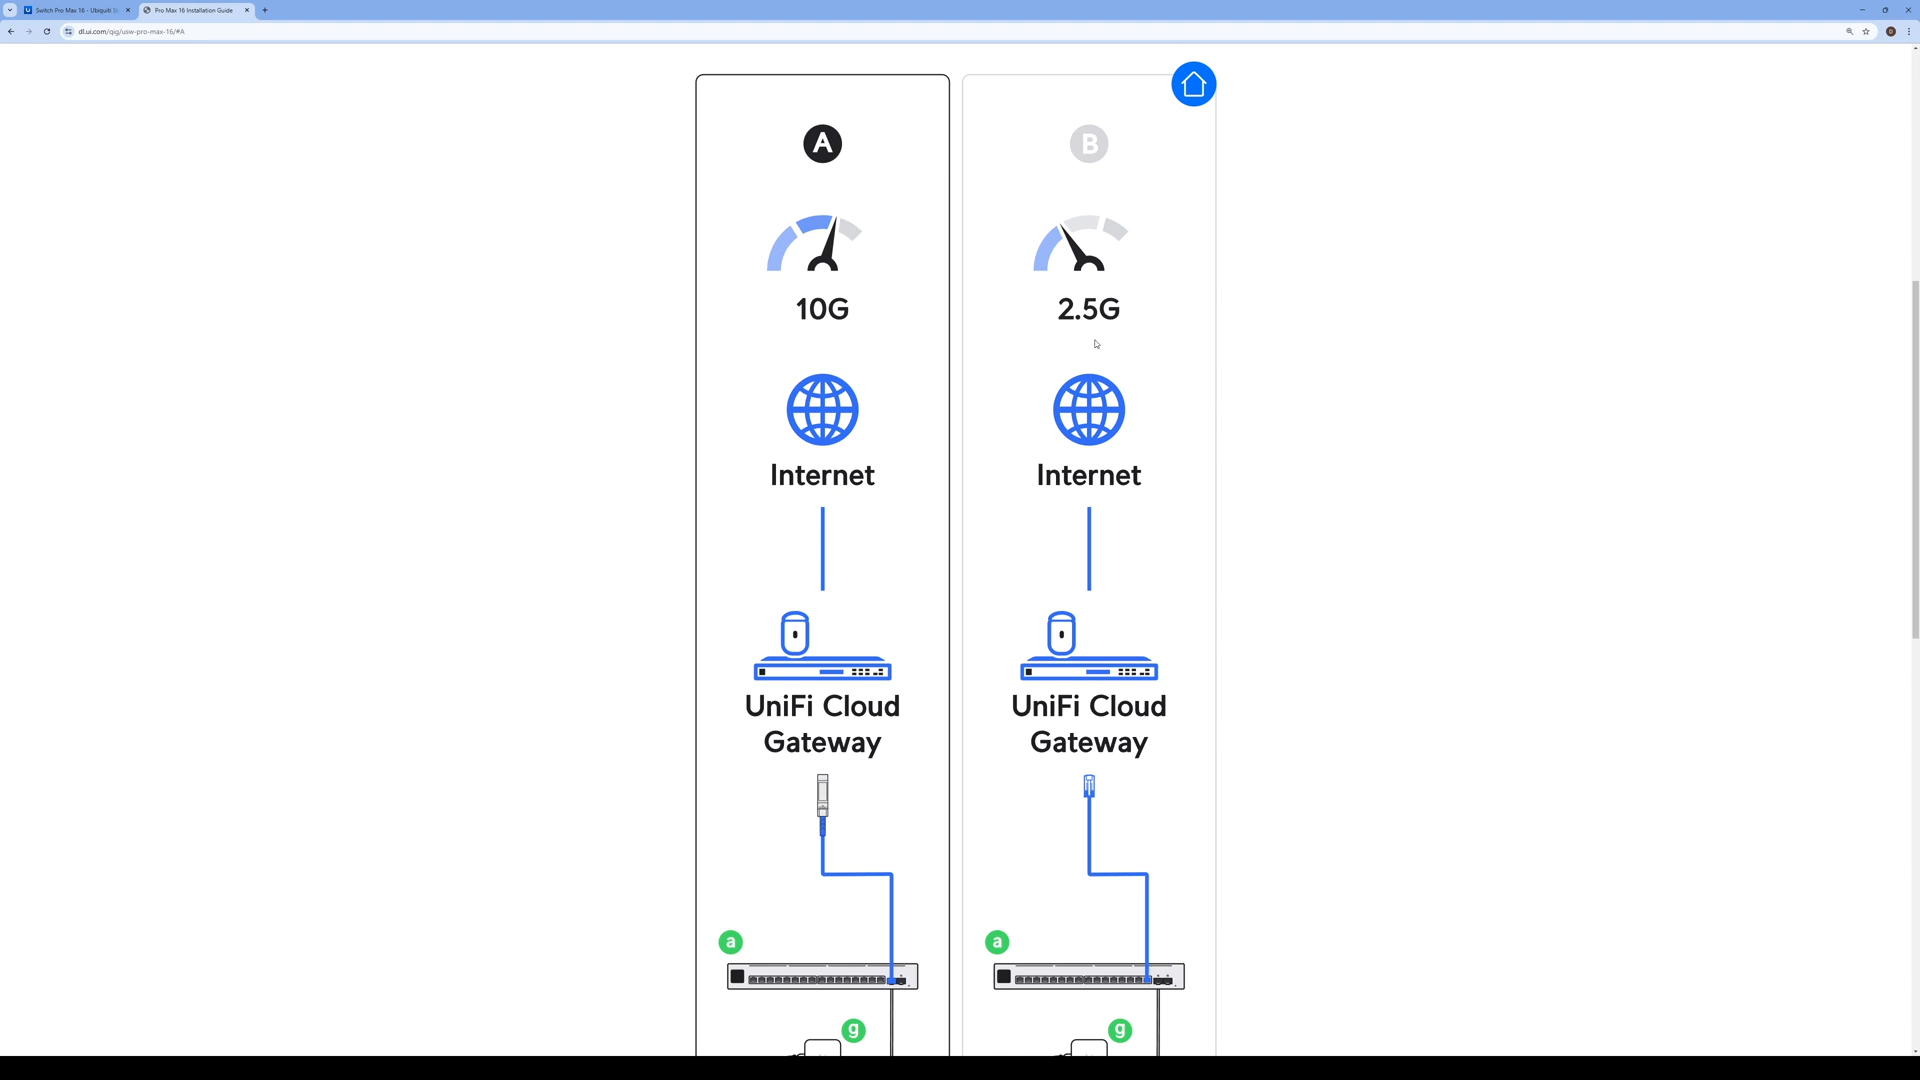 Switch Pro Max 16 - Ubiquiti
Pro Max 16 Installation Guide
dl.ui.com/qig/usw-pro-max-16/#A
A
B
10G
2.5G
Internet
Internet
UniFi Cloud
Gateway
UniFi Cloud
Gateway
a
a
g
g